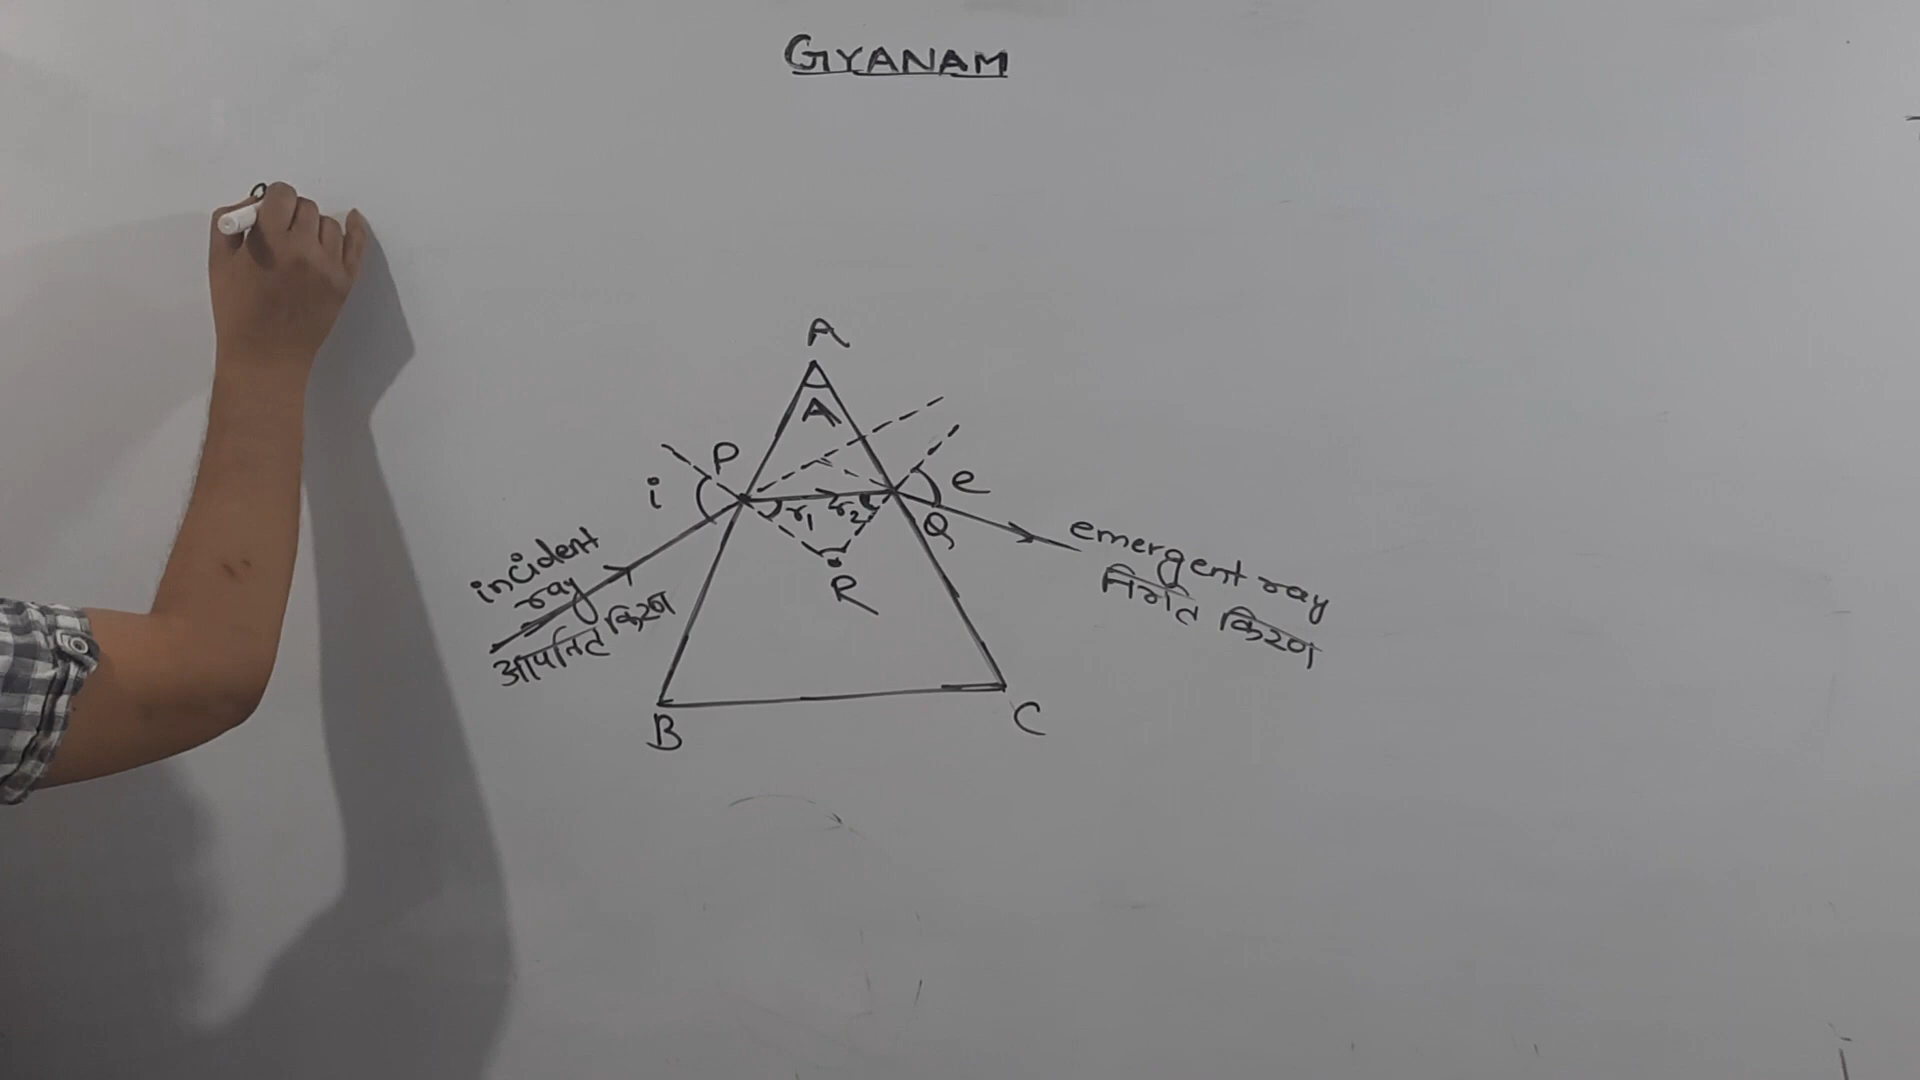 GYANAM
A
A
P
i
e
r1
r2
Q
R
incident
ray
आपतित किरण
emergent ray
निर्गत किरण
B
C